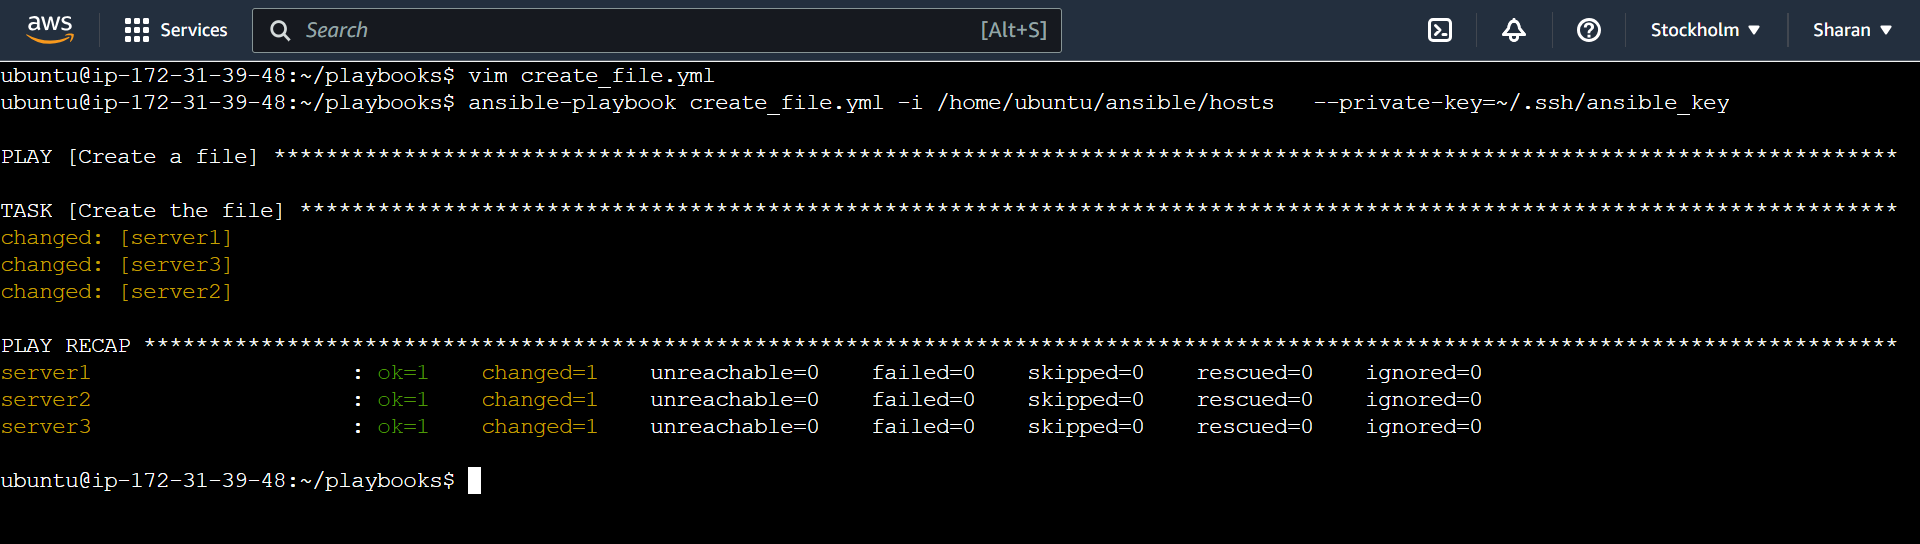 aws Services Search [Alt+S] Stockholm ▼ Sharan ▼
ubuntu@ip-172-31-39-48:~/playbooks$ vim create_file.yml
ubuntu@ip-172-31-39-48:~/playbooks$ ansible-playbook create_file.yml -i /home/ubuntu/ansible/hosts   --private-key=~/.ssh/ansible_key
PLAY [Create a file] *****************************************************************************************************************************
TASK [Create the file] ***************************************************************************************************************************
changed: [server1]
changed: [server3]
changed: [server2]
PLAY RECAP ***************************************************************************************************************************************
server1                    : ok=1    changed=1    unreachable=0    failed=0    skipped=0    rescued=0    ignored=0
server2                    : ok=1    changed=1    unreachable=0    failed=0    skipped=0    rescued=0    ignored=0
server3                    : ok=1    changed=1    unreachable=0    failed=0    skipped=0    rescued=0    ignored=0
ubuntu@ip-172-31-39-48:~/playbooks$